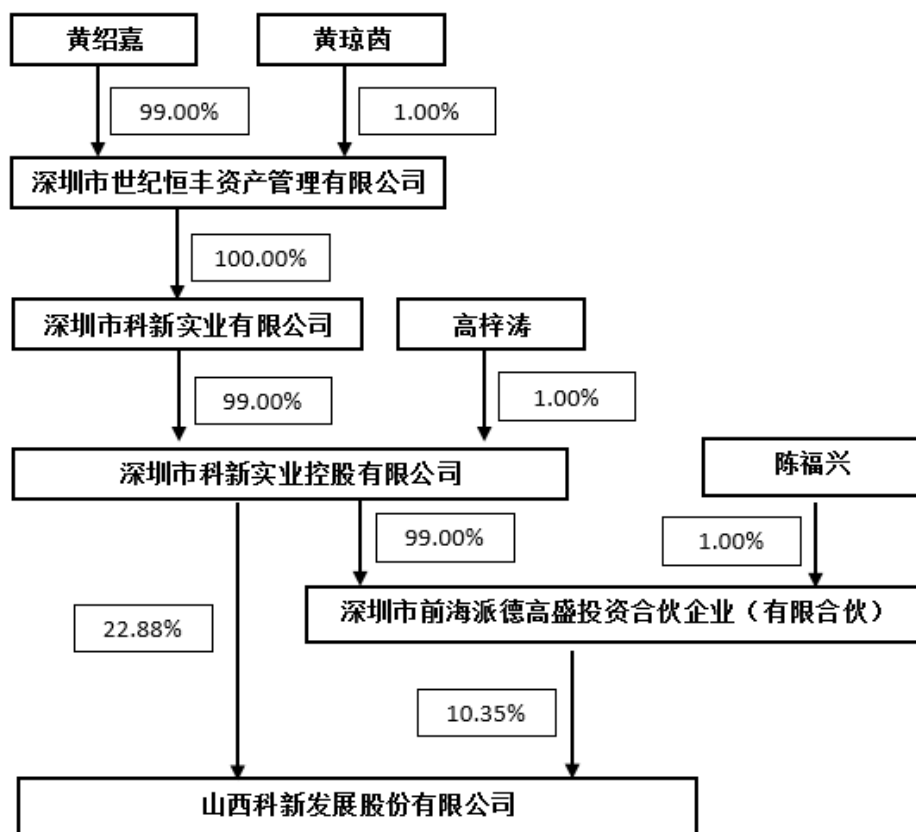 黄绍嘉
黄琼茵
99.00%
1.00%
深圳市世纪恒丰资产管理有限公司
100.00%
深圳市科新实业有限公司
高梓涛
99.00%
1.00%
深圳市科新实业控股有限公司
陈福兴
99.00%
1.00%
深圳市前海派德高盛投资合伙企业（有限合伙）
22.88%
10.35%
山西科新发展股份有限公司